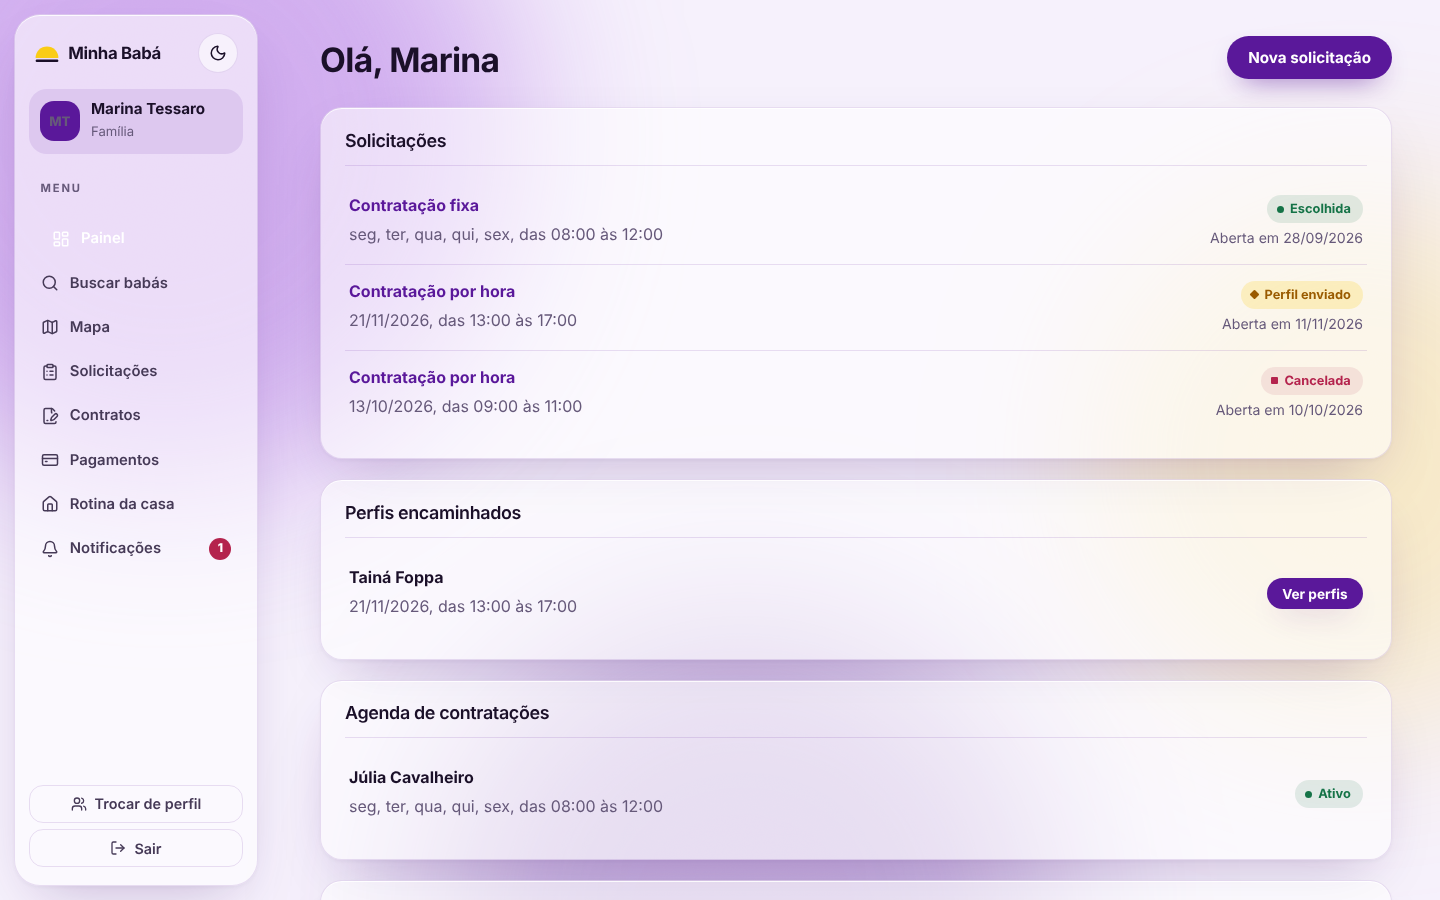 Minha Babá
MT
Marina Tessaro
Família
MENU
Painel
Buscar babás
Mapa
Solicitações
Contratos
Pagamentos
Rotina da casa
Notificações
1
Trocar de perfil
Sair
Olá, Marina
Nova solicitação
Solicitações
Contratação fixa
Escolhida
seg, ter, qua, qui, sex, das 08:00 às 12:00
Aberta em 28/09/2026
Contratação por hora
Perfil enviado
21/11/2026, das 13:00 às 17:00
Aberta em 11/11/2026
Contratação por hora
Cancelada
13/10/2026, das 09:00 às 11:00
Aberta em 10/10/2026
Perfis encaminhados
Tainá Foppa
21/11/2026, das 13:00 às 17:00
Ver perfis
Agenda de contratações
Júlia Cavalheiro
seg, ter, qua, qui, sex, das 08:00 às 12:00
Ativo